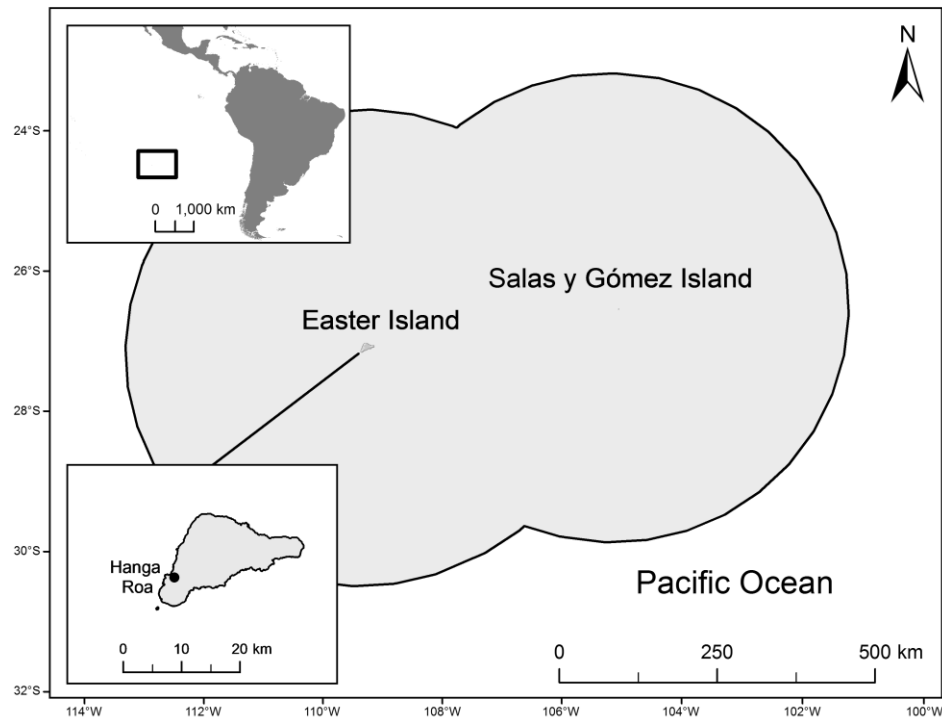 N
24°S
0 1,000 km
26°S
Salas y Gómez Island
Easter Island
28°S
Hanga
Roa
30°S
Pacific Ocean
0 10 20 km
0 250 500 km
32°S
114°W 112°W 110°W 108°W 106°W 104°W 102°W 100°W